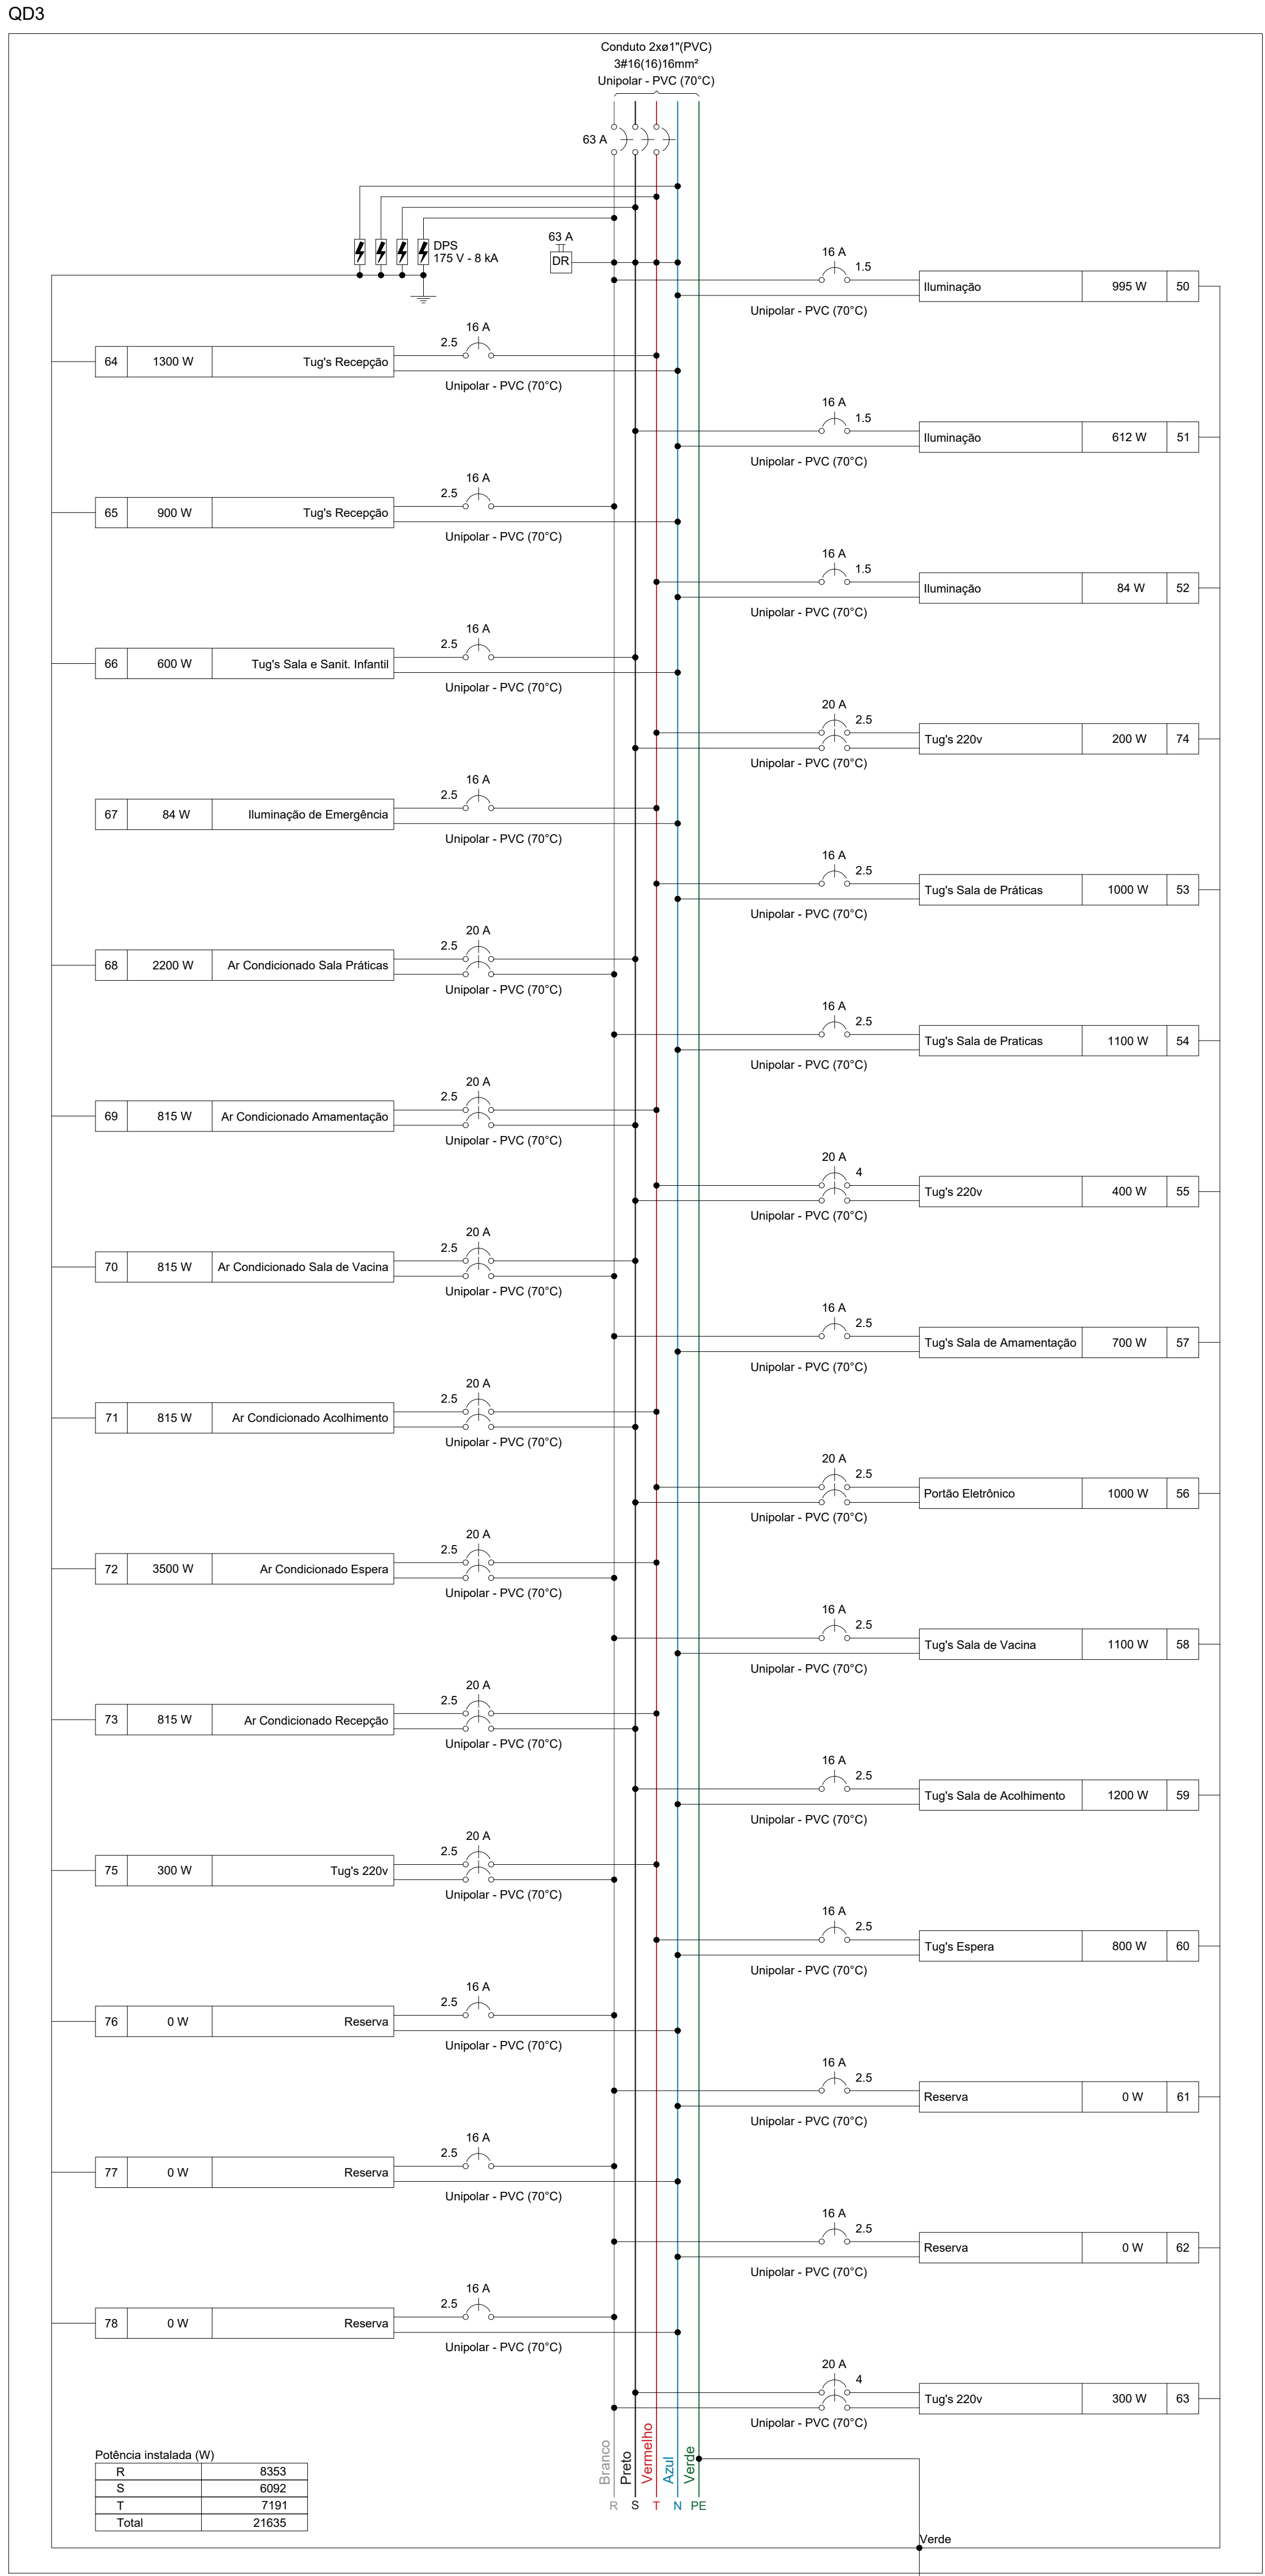 QD3
Conduto 2xø1"(PVC)
3#16(16)16mm²
Unipolar - PVC (70°C)
63 A
DPS
175 V - 8 kA
63 A
DR
16 A
1.5
Iluminação 995 W 50
Unipolar - PVC (70°C)
16 A
2.5
64 1300 W Tug's Recepção
Unipolar - PVC (70°C)
16 A
1.5
Iluminação 612 W 51
Unipolar - PVC (70°C)
16 A
2.5
65 900 W Tug's Recepção
Unipolar - PVC (70°C)
16 A
1.5
Iluminação 84 W 52
Unipolar - PVC (70°C)
16 A
2.5
66 600 W Tug's Sala e Sanit. Infantil
Unipolar - PVC (70°C)
20 A
2.5
Tug's 220v 200 W 74
Unipolar - PVC (70°C)
16 A
2.5
67 84 W Iluminação de Emergência
Unipolar - PVC (70°C)
16 A
2.5
Tug's Sala de Práticas 1000 W 53
Unipolar - PVC (70°C)
20 A
2.5
68 2200 W Ar Condicionado Sala Práticas
Unipolar - PVC (70°C)
16 A
2.5
Tug's Sala de Praticas 1100 W 54
Unipolar - PVC (70°C)
20 A
2.5
69 815 W Ar Condicionado Amamentação
Unipolar - PVC (70°C)
20 A
4
Tug's 220v 400 W 55
Unipolar - PVC (70°C)
20 A
2.5
70 815 W Ar Condicionado Sala de Vacina
Unipolar - PVC (70°C)
16 A
2.5
Tug's Sala de Amamentação 700 W 57
Unipolar - PVC (70°C)
20 A
2.5
71 815 W Ar Condicionado Acolhimento
Unipolar - PVC (70°C)
20 A
2.5
Portão Eletrônico 1000 W 56
Unipolar - PVC (70°C)
20 A
2.5
72 3500 W Ar Condicionado Espera
Unipolar - PVC (70°C)
16 A
2.5
Tug's Sala de Vacina 1100 W 58
Unipolar - PVC (70°C)
20 A
2.5
73 815 W Ar Condicionado Recepção
Unipolar - PVC (70°C)
16 A
2.5
Tug's Sala de Acolhimento 1200 W 59
Unipolar - PVC (70°C)
20 A
2.5
75 300 W Tug's 220v
Unipolar - PVC (70°C)
16 A
2.5
Tug's Espera 800 W 60
Unipolar - PVC (70°C)
16 A
2.5
76 0 W Reserva
Unipolar - PVC (70°C)
16 A
2.5
Reserva 0 W 61
Unipolar - PVC (70°C)
16 A
2.5
77 0 W Reserva
Unipolar - PVC (70°C)
16 A
2.5
Reserva 0 W 62
Unipolar - PVC (70°C)
16 A
2.5
78 0 W Reserva
Unipolar - PVC (70°C)
20 A
4
Tug's 220v 300 W 63
Unipolar - PVC (70°C)
Branco
Preto
Vermelho
Azul
Verde
R S T N PE
Potência instalada (W)
R 8353
S 6092
T 7191
Total 21635
Verde